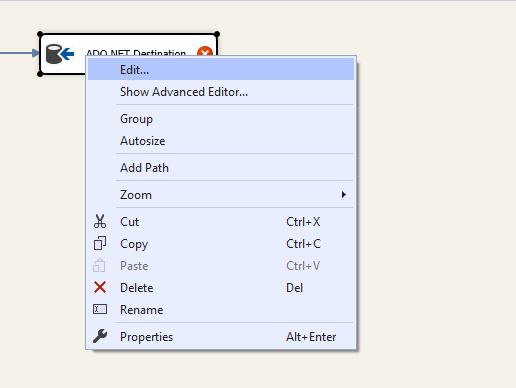 ADO NET Destination
Edit...
Show Advanced Editor...
Group
Autosize
Add Path
Zoom
Cut Ctrl+X
Copy Ctrl+C
Paste Ctrl+V
Delete Del
Rename
Properties Alt+Enter